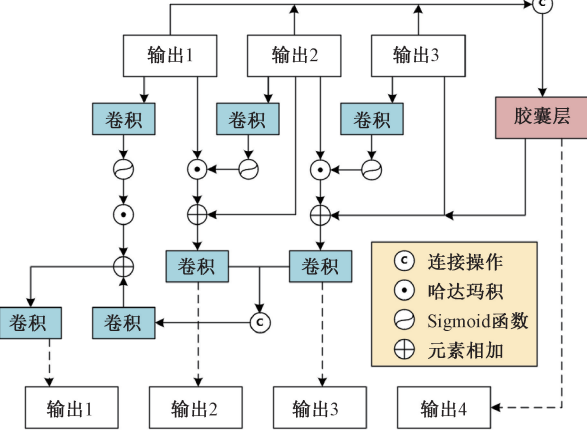 C
输出1
输出2
输出3
卷积
卷积
卷积
胶囊层
卷积
卷积
卷积
卷积
C
C 连接操作
哈达玛积
Sigmoid函数
元素相加
输出1
输出2
输出3
输出4